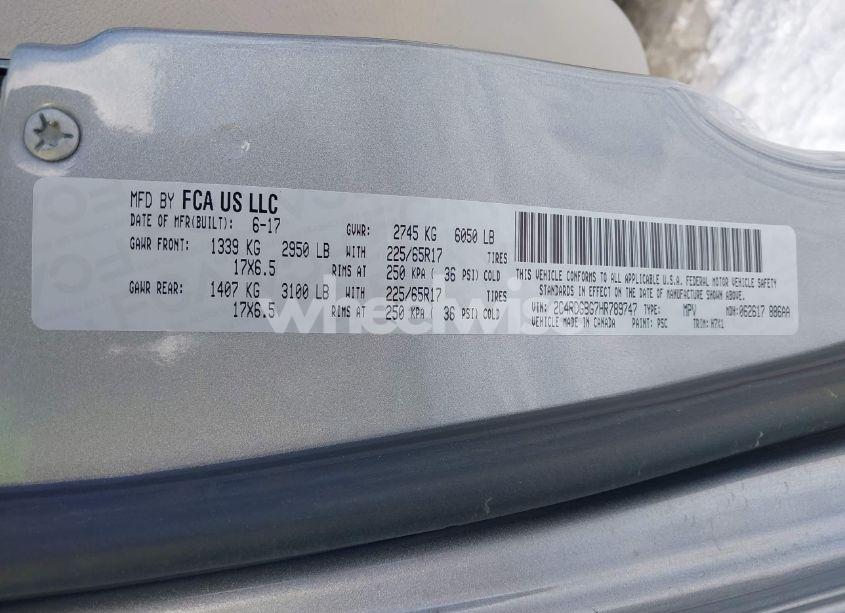 MFD BY FCA US LLC
DATE OF MFR(BUILT): 6-17 GVWR: 2745 KG 6050 LB
GAWR FRONT: 1339 KG 2950 LB WITH 225/65R17 TIRES
17X6.5 RIMS AT 250 KPA ( 36 PSI) COLD
GAWR REAR: 1407 KG 3100 LB WITH 225/65R17 TIRES
17X6.5 RIMS AT 250 KPA ( 36 PSI) COLD
THIS VEHICLE CONFORMS TO ALL APPLICABLE U.S.A. FEDERAL MOTOR VEHICLE SAFETY
STANDARDS IN EFFECT ON THE DATE OF MANUFACTURE SHOWN ABOVE.
VIN: 2C4RDGBG7HR789747 TYPE: MPV MDH:062617 886AA
VEHICLE MADE IN CANADA PAINT: PSC TRIM: H7X1
wheelwise